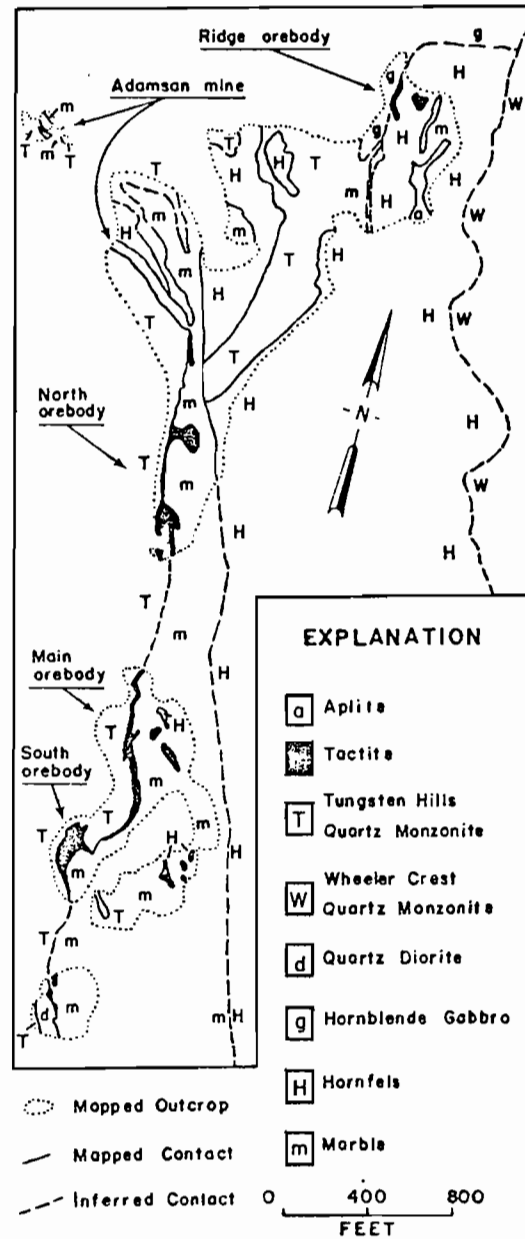 Ridge orebody
g
H
W
Adamsan mine
m
T
m
T
g
m
H
g
H
m
H
a
T
H
H
T
m
m
H
T
m
H
m
H
T
T
H
T
H
W
H
W
H
W
H
N
North orebody
m
T
m
H
T
m
H
Main orebody
T
H
m
South orebody
T
T
m
H
m
T
m
H
T
m
d
m
T
m H
EXPLANATION
a Aplite
Tactite
T Tungsten Hills
Quartz Monzonite
W Wheeler Crest
Quartz Monzonite
d Quartz Diorite
g Hornblende Gabbro
H Hornfels
m Marble
Mapped Outcrop
Mapped Contact
Inferred Contact
0 400 800
FEET